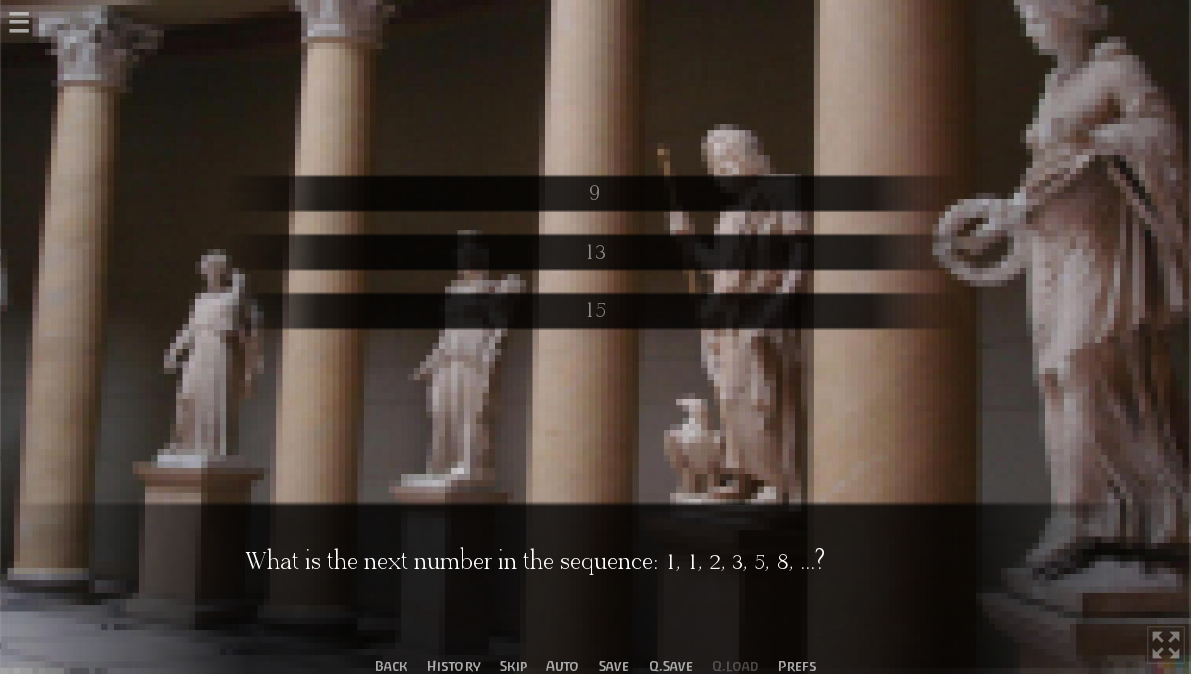 9
13
15
What is the next number in the sequence: 1, 1, 2, 3, 5, 8, ...?
Back History Skip Auto Save Q.Save Q.Load Prefs